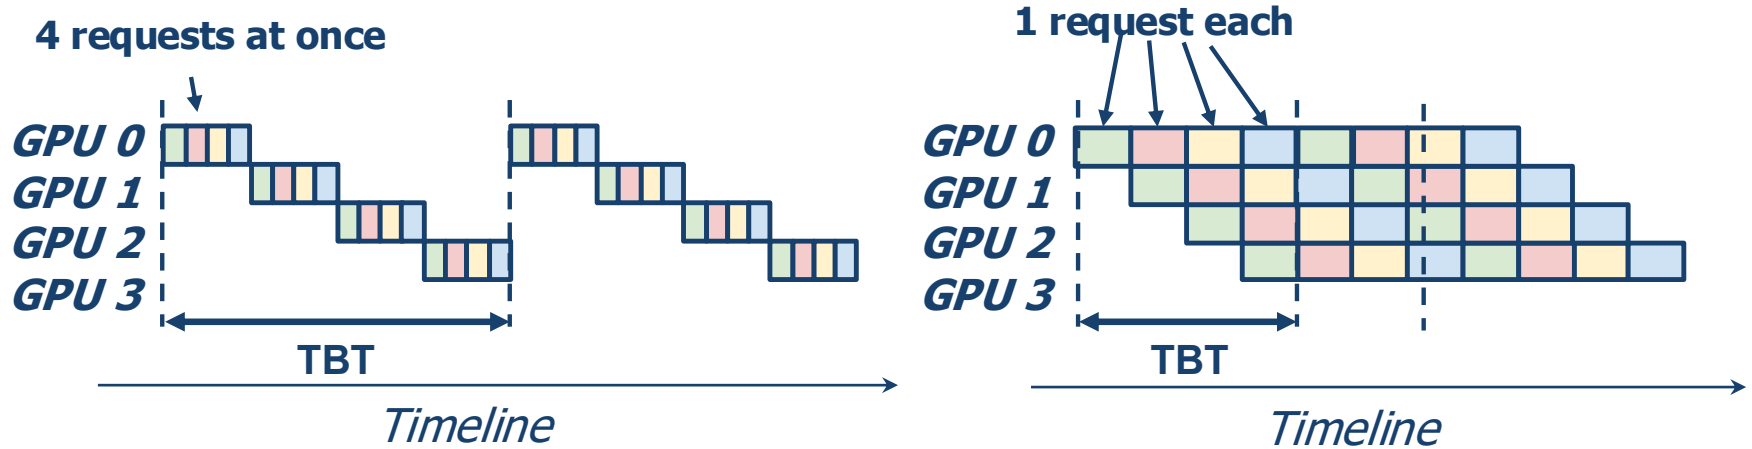 4 requests at once
GPU 0
GPU 1
GPU 2
GPU 3
TBT
Timeline
1 request each
GPU 0
GPU 1
GPU 2
GPU 3
TBT
Timeline